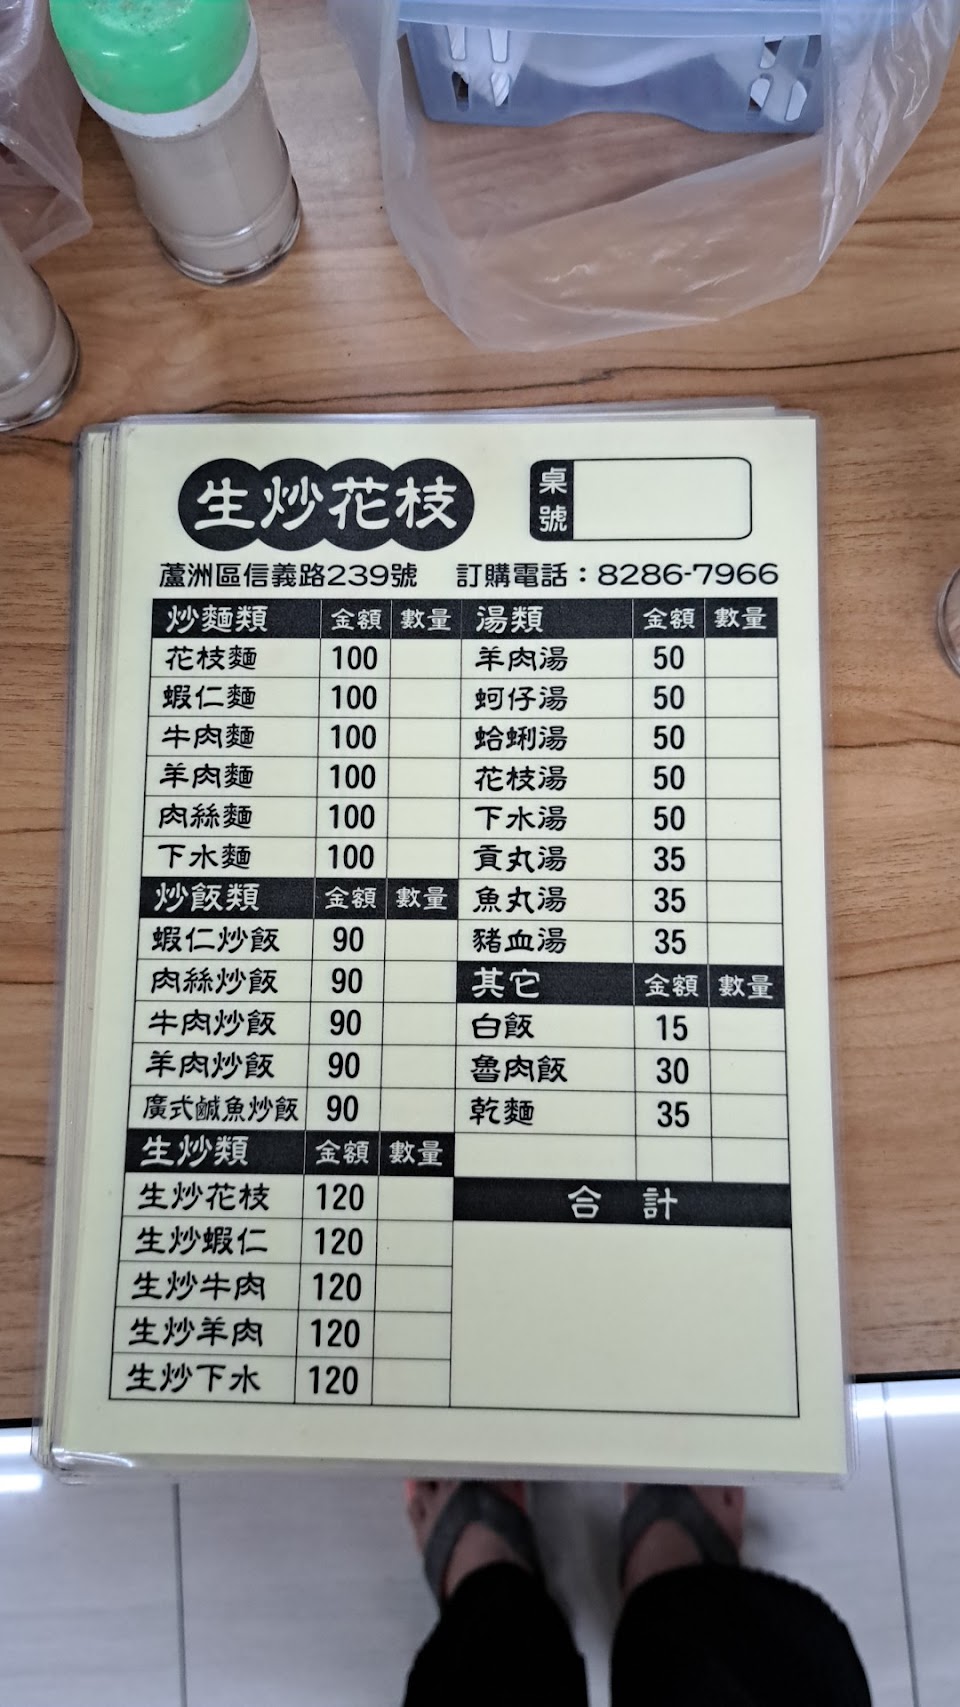 生炒花枝
桌號
蘆洲區信義路239號 訂購電話：8286-7966
炒麵類 金額 數量
花枝麵 100
蝦仁麵 100
牛肉麵 100
羊肉麵 100
肉絲麵 100
下水麵 100
炒飯類 金額 數量
蝦仁炒飯 90
肉絲炒飯 90
牛肉炒飯 90
羊肉炒飯 90
廣式鹹魚炒飯 90
生炒類 金額 數量
生炒花枝 120
生炒蝦仁 120
生炒牛肉 120
生炒羊肉 120
生炒下水 120
湯類 金額 數量
羊肉湯 50
蚵仔湯 50
蛤蜊湯 50
花枝湯 50
下水湯 50
貢丸湯 35
魚丸湯 35
豬血湯 35
其它 金額 數量
白飯 15
魯肉飯 30
乾麵 35
合計